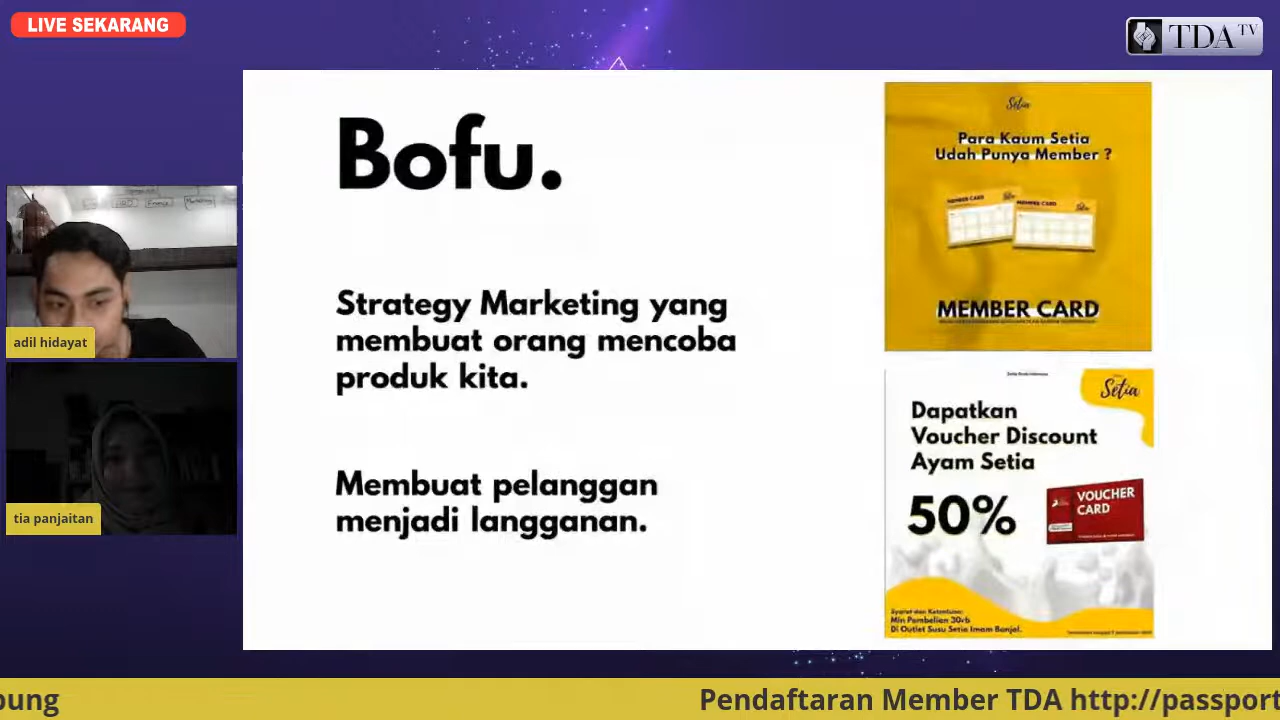 LIVE SEKARANG
TDA TV
Bofu.
Strategy Marketing yang
membuat orang mencoba
produk kita.
Membuat pelanggan
menjadi langganan.
Setia
Para Kaum Setia
Udah Punya Member ?
MEMBER CARD
MEMBER CARD
MEMBER CARD
Setia
Dapatkan
Voucher Discount
Ayam Setia
50%
VOUCHER
CARD
Syarat dan Ketentuan:
Min Pembelian 30rb
Di Outlet Susu Setia Imam Bonjol.
adil hidayat
tia panjaitan
pung
Pendaftaran Member TDA http://passport